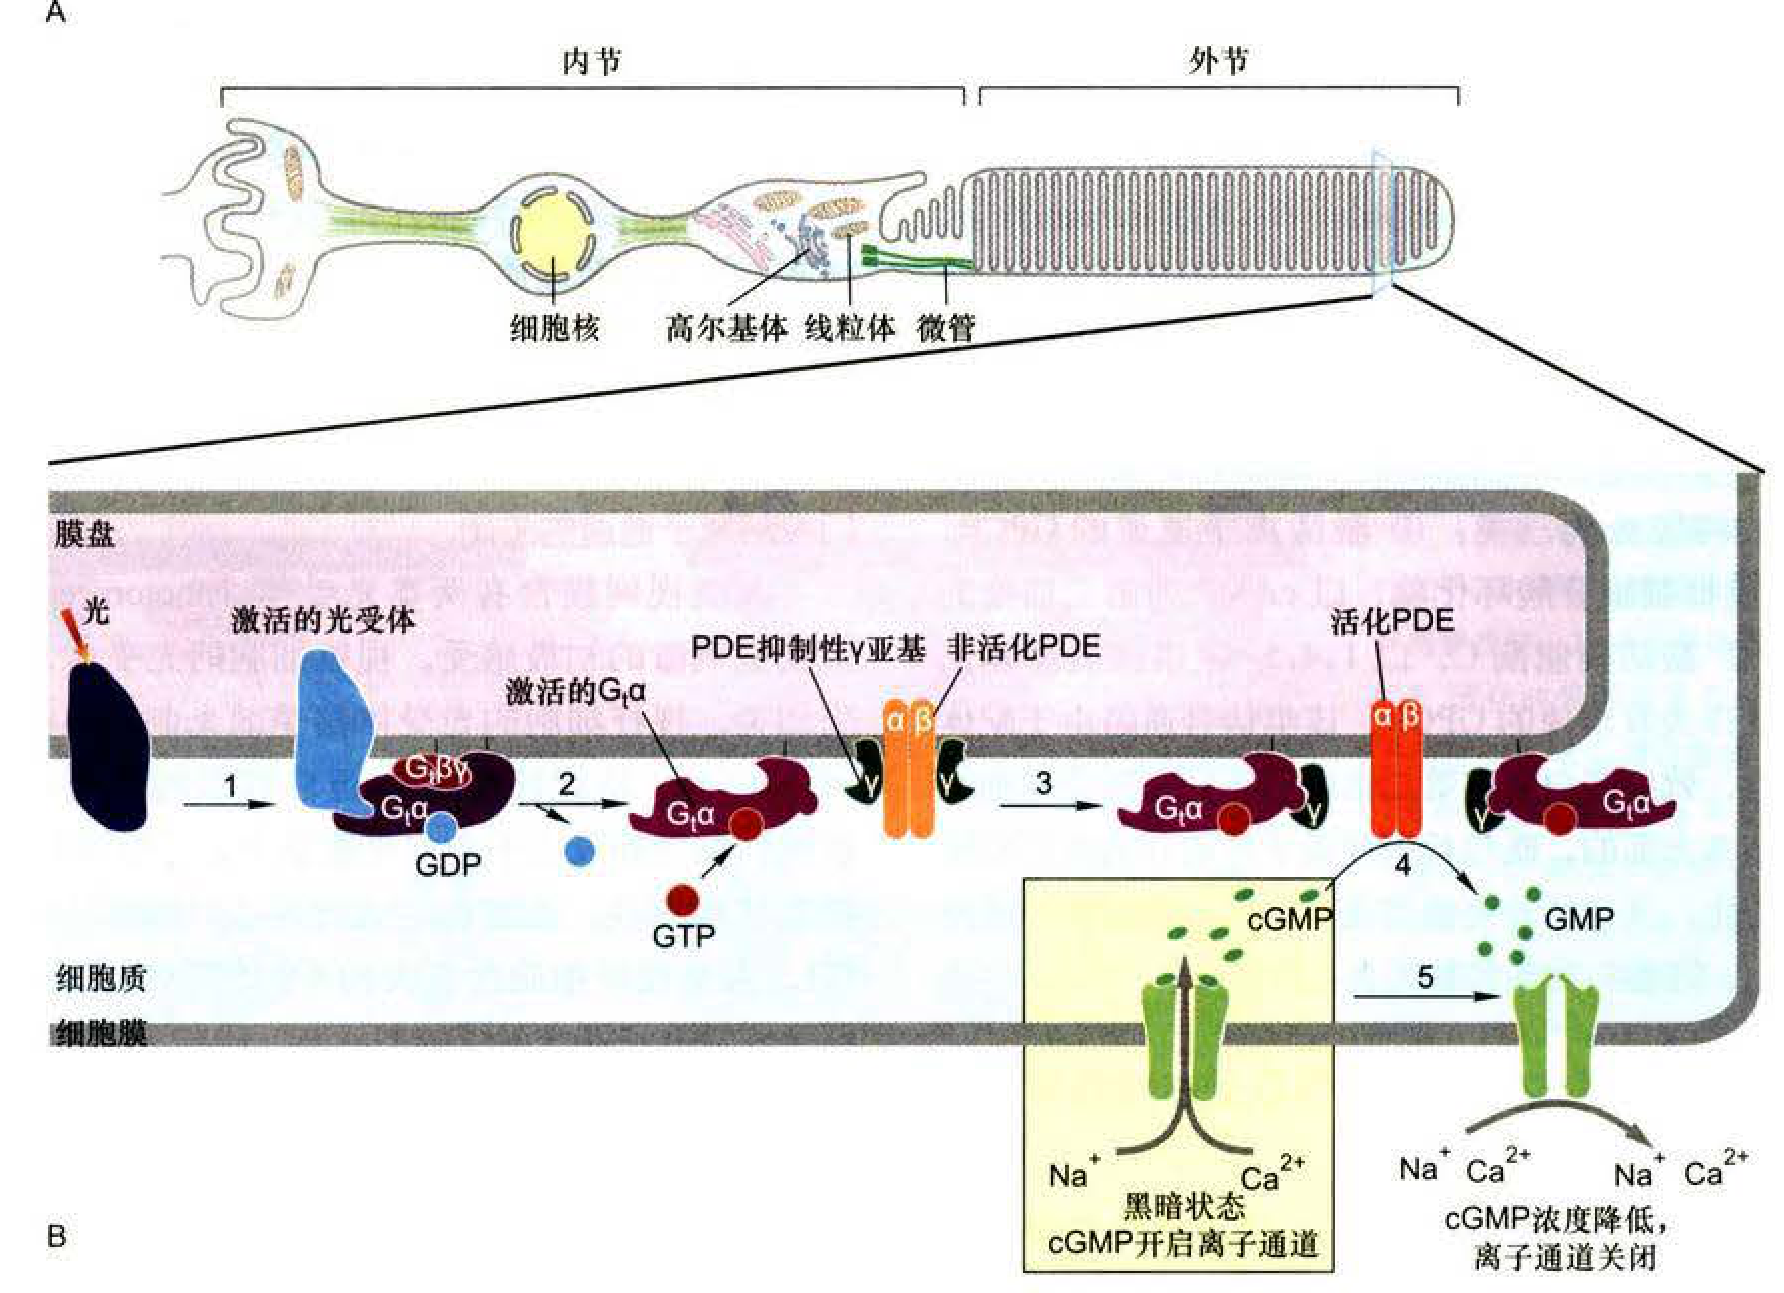 A
内节
外节
细胞核
高尔基体
线粒体
微管
膜盘
光
激活的光受体
激活的Gtα
PDE抑制性γ亚基
非活化PDE
活化PDE
α β
α β
Gtβγ
Gtα
GDP
1
2
Gtα
GTP
γ
γ
3
Gtα
γ
γ
Gtα
4
cGMP
GMP
5
细胞质
细胞膜
Na+
Ca2+
黑暗状态
cGMP开启离子通道
Na+ Ca2+
Na+ Ca2+
cGMP浓度降低，
离子通道关闭
B